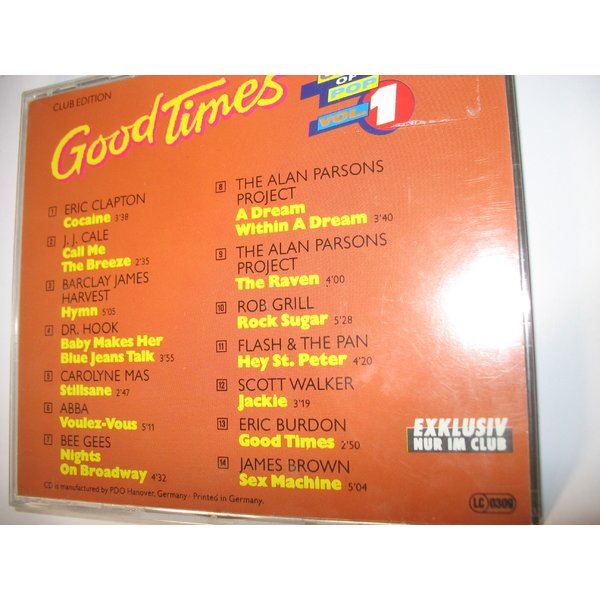 CLUB EDITION
Good Times
OF
POP
VOL. 1
1 ERIC CLAPTON
Cocaine 3'38
2 J.J. CALE
Call Me
The Breeze 2'35
3 BARCLAY JAMES
HARVEST
Hymn 5'05
4 DR. HOOK
Baby Makes Her
Blue Jeans Talk 3'55
5 CAROLYNE MAS
Stillsane 2'47
6 ABBA
Voulez-Vous 5'11
7 BEE GEES
Nights
On Broadway 4'32
8 THE ALAN PARSONS
PROJECT
A Dream
Within A Dream 3'40
9 THE ALAN PARSONS
PROJECT
The Raven 4'00
10 ROB GRILL
Rock Sugar 5'28
11 FLASH & THE PAN
Hey St. Peter 4'20
12 SCOTT WALKER
Jackie 3'19
13 ERIC BURDON
Good Times 2'50
14 JAMES BROWN
Sex Machine 5'04
EXKLUSIV
NUR IM CLUB
CD is manufactured by PDO Hanover, Germany · Printed in Germany.
LC 0309